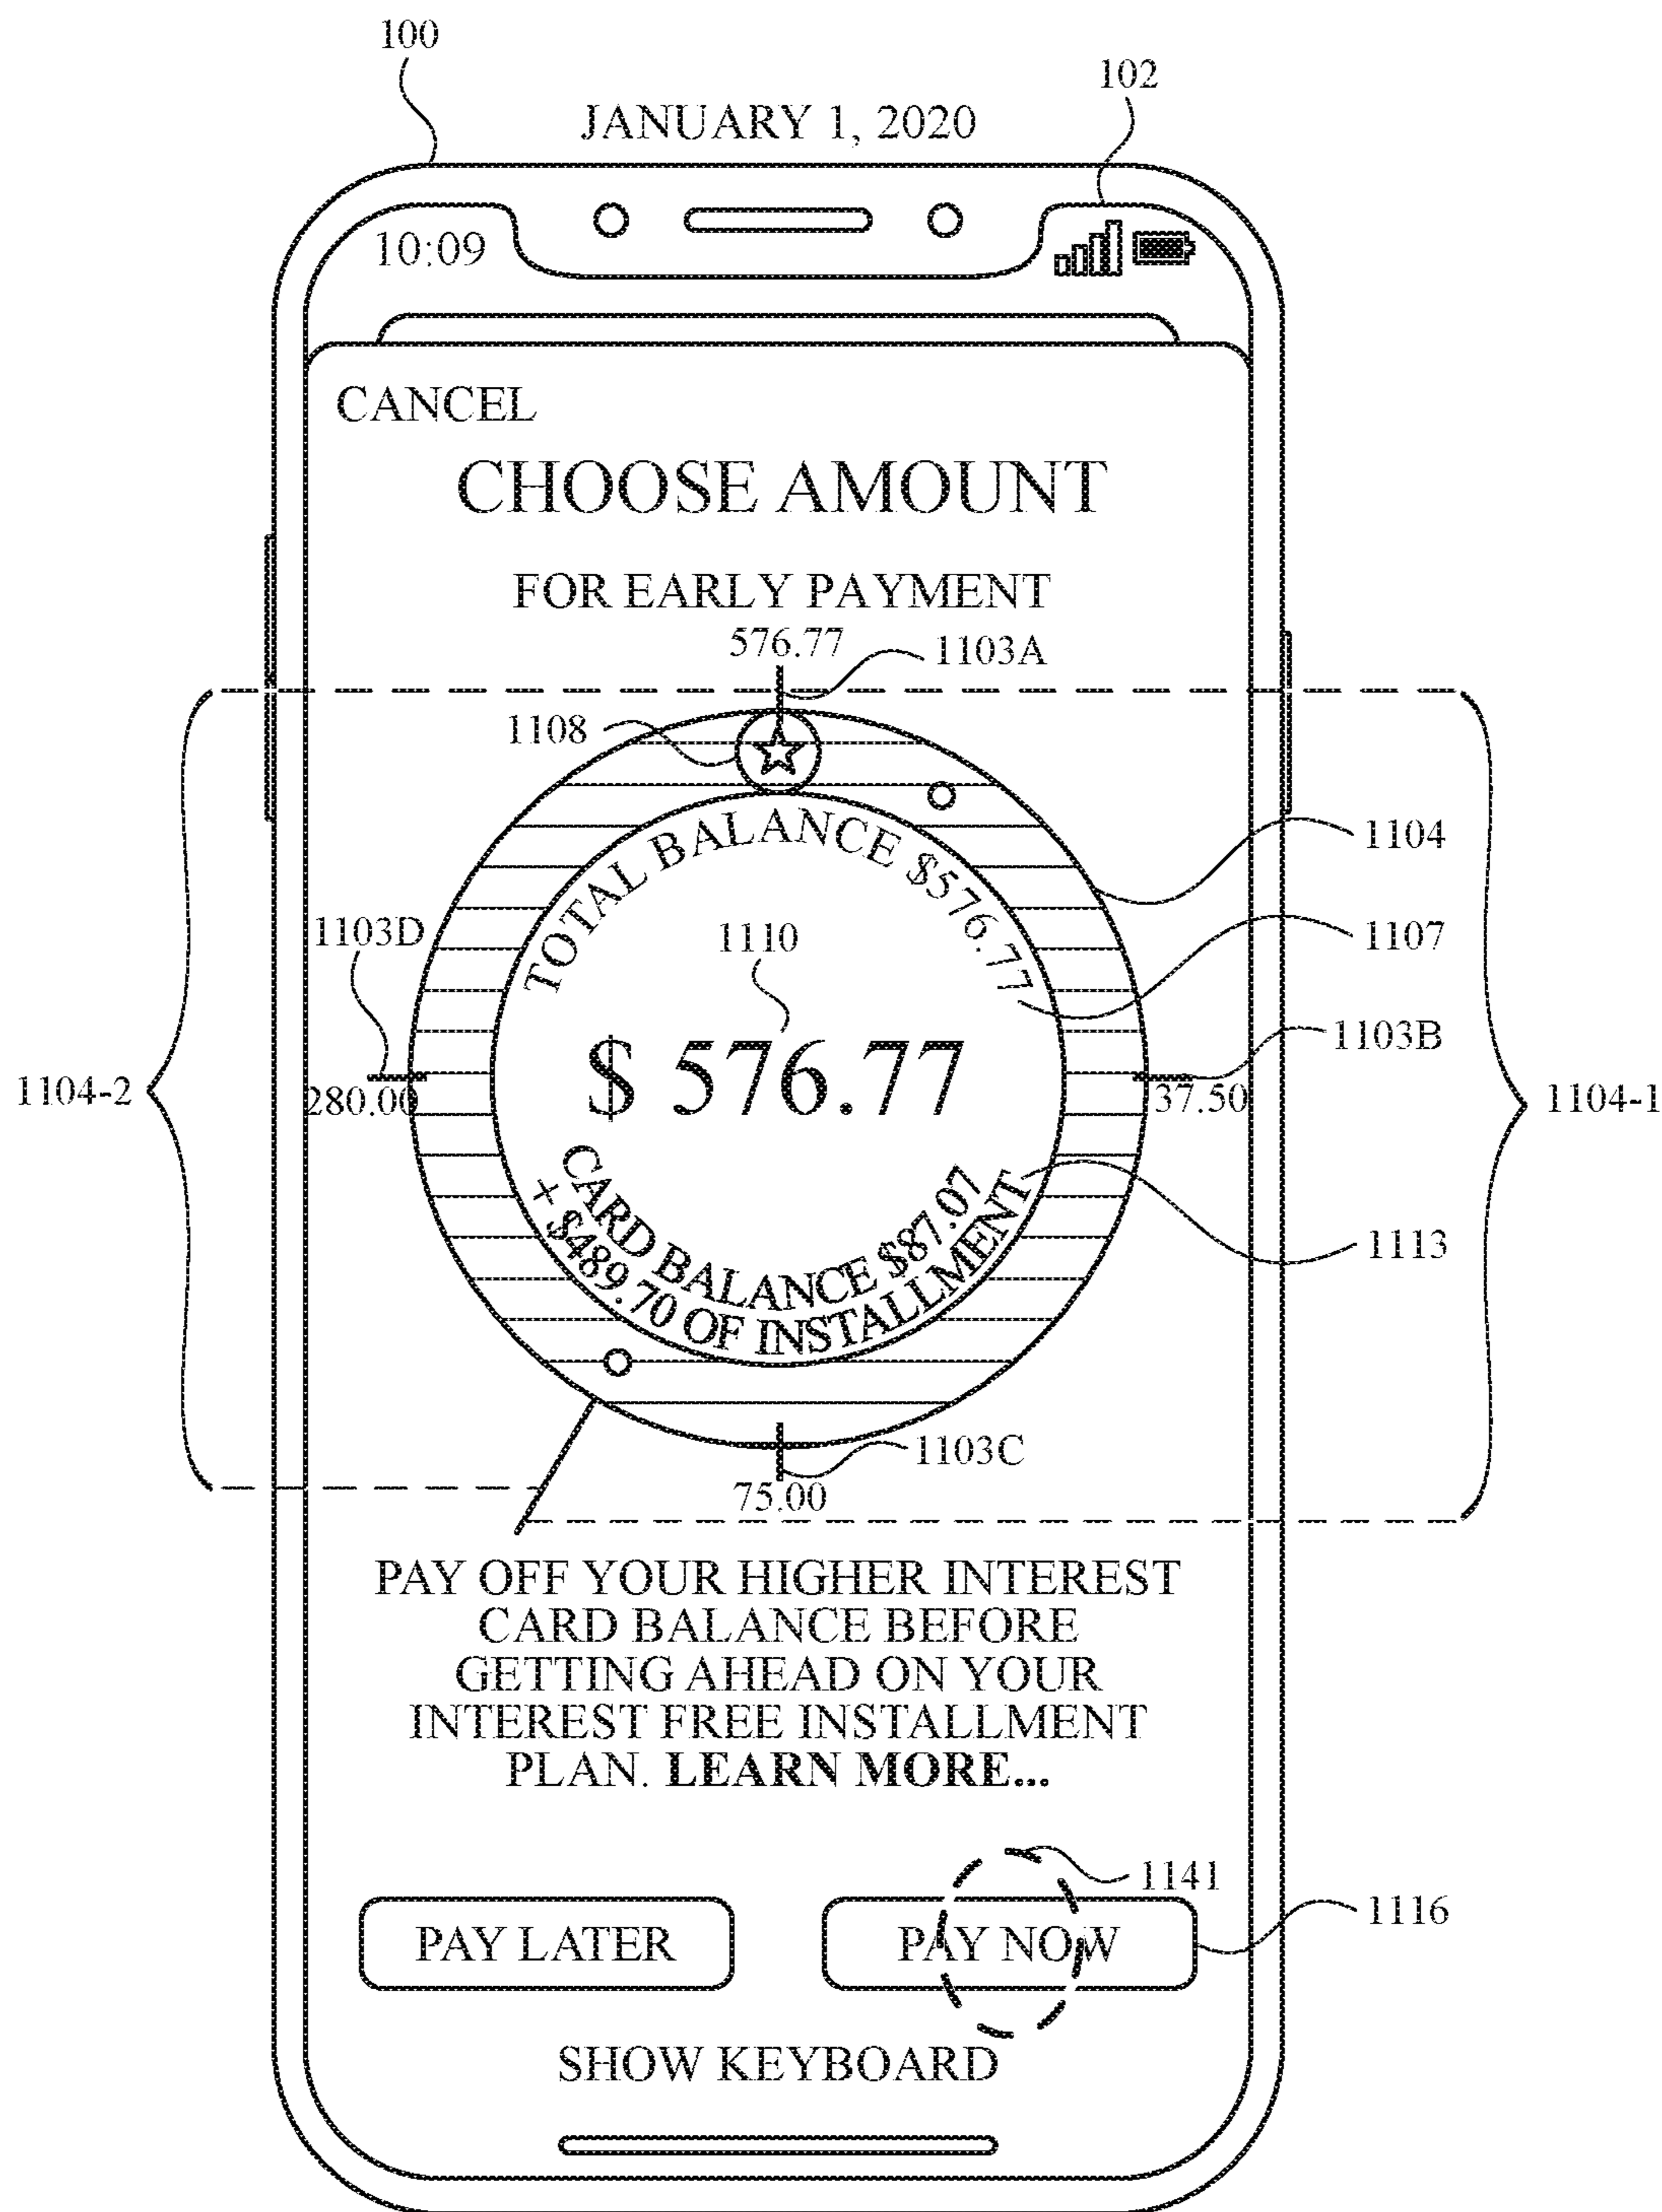 100
102
JANUARY 1, 2020
10:09
CANCEL
CHOOSE AMOUNT
FOR EARLY PAYMENT
576.77
1103A
1108
1104
TOTAL BALANCE $576.77
1103D
1110
1107
1103B
$ 576.77
1104-2
280.00
37.50
1104-1
CARD BALANCE $87.07
+ $489.70 OF INSTALLMENT
1113
1103C
75.00
PAY OFF YOUR HIGHER INTEREST
CARD BALANCE BEFORE
GETTING AHEAD ON YOUR
INTEREST FREE INSTALLMENT
PLAN. LEARN MORE...
1141
1116
PAY LATER
PAY NOW
SHOW KEYBOARD